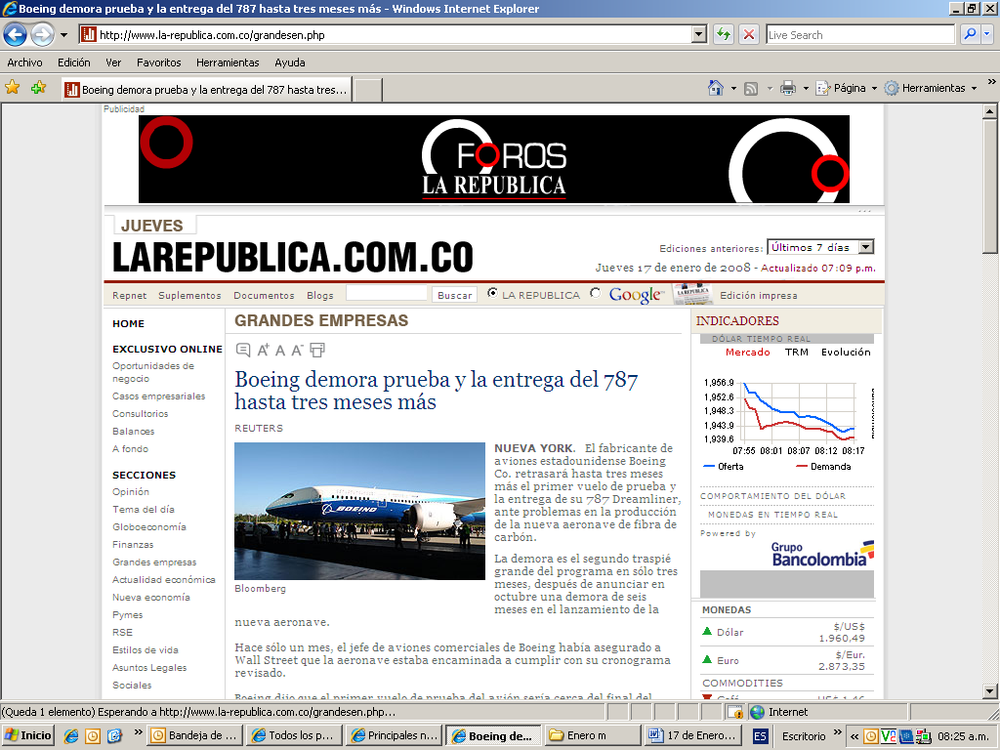 Boeing demora prueba y la entrega del 787 hasta tres meses más - Windows Internet Explorer
http://www.la-republica.com.co/grandesen.php
Live Search
Archivo Edición Ver Favoritos Herramientas Ayuda
Boeing demora prueba y la entrega del 787 hasta tres...
Página Herramientas
Publicidad
FOROS
LA REPUBLICA
JUEVES
LAREPUBLICA.COM.CO
Ediciones anteriores: Últimos 7 días
Jueves 17 de enero de 2008 - Actualizado 07:09 p.m.
Repnet Suplementos Documentos Blogs Buscar LA REPUBLICA Google Edición impresa
HOME
EXCLUSIVO ONLINE
Oportunidades de
negocio
Casos empresariales
Consultorios
Balances
A fondo
SECCIONES
Opinión
Tema del día
Globoeconomía
Finanzas
Grandes empresas
Actualidad económica
Nueva economía
Pymes
RSE
Estilos de vida
Asuntos Legales
Sociales
GRANDES EMPRESAS
A+ A A-
Boeing demora prueba y la entrega del 787
hasta tres meses más
REUTERS
BOEING
Bloomberg
NUEVA YORK. El fabricante de
aviones estadounidense Boeing
Co. retrasará hasta tres meses
más el primer vuelo de prueba y
la entrega de su 787 Dreamliner,
ante problemas en la producción
de la nueva aeronave de fibra de
carbón.
La demora es el segundo traspié
grande del programa en sólo tres
meses, después de anunciar en
octubre una demora de seis
meses en el lanzamiento de la
nueva aeronave.
Hace sólo un mes, el jefe de aviones comerciales de Boeing había asegurado a
Wall Street que la aeronave estaba encaminada a cumplir con su cronograma
revisado.
Boeing dijo que el primer vuelo de prueba del avión sería cerca del final del
INDICADORES
DÓLAR TIEMPO REAL
Mercado TRM Evolución
1,956.9
1,952.6
1,948.3
1,943.9
1,939.6
07:55 08:01 08:07 08:12 08:17
Oferta Demanda
COMPORTAMIENTO DEL DÓLAR
MONEDAS EN TIEMPO REAL
Powered by
Grupo
Bancolombia
MONEDAS
Dólar $/US$
1.960,49
Euro $/Eur.
2.873,35
COMMODITIES
Café US$ 1,46
(Queda 1 elemento) Esperando a http://www.la-republica.com.co/grandesen.php...
Internet
Inicio Bandeja de ... Todos los p... Principales n... Boeing de... Enero m 17 de Enero... ES Escritorio 08:25 a.m.